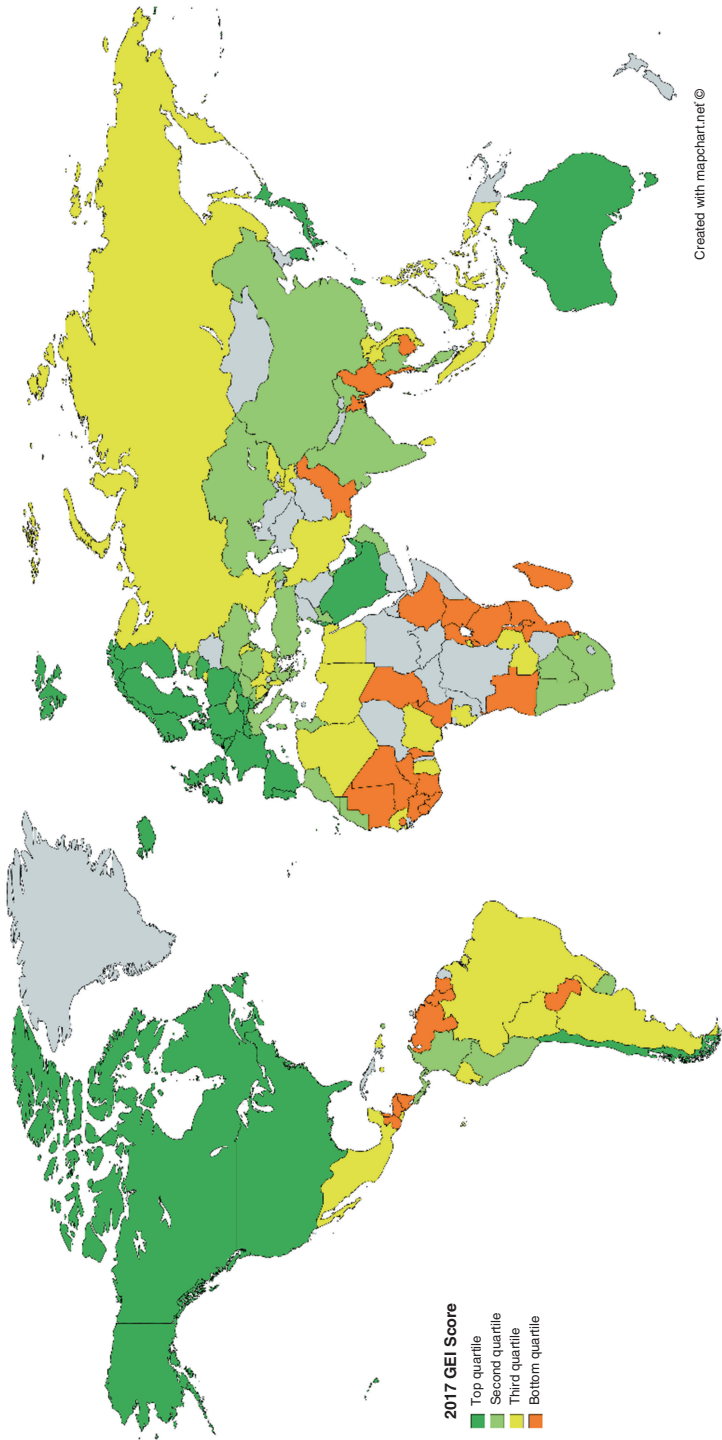 2017 GEI Score
Top quartile
Second quartile
Third quartile
Bottom quartile
Created with mapchart.net ©